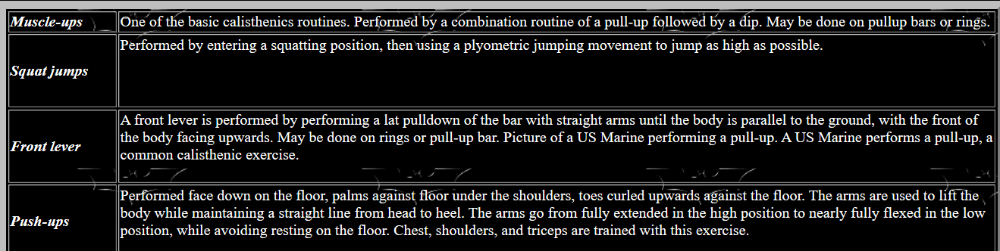 Muscle-ups
One of the basic calisthenics routines. Performed by a combination routine of a pull-up followed by a dip. May be done on pullup bars or rings.
Squat jumps
Performed by entering a squatting position, then using a plyometric jumping movement to jump as high as possible.
Front lever
A front lever is performed by performing a lat pulldown of the bar with straight arms until the body is parallel to the ground, with the front of
the body facing upwards. May be done on rings or pull-up bar. Picture of a US Marine performing a pull-up. A US Marine performs a pull-up, a
common calisthenic exercise.
Push-ups
Performed face down on the floor, palms against floor under the shoulders, toes curled upwards against the floor. The arms are used to lift the
body while maintaining a straight line from head to heel. The arms go from fully extended in the high position to nearly fully flexed in the low
position, while avoiding resting on the floor. Chest, shoulders, and triceps are trained with this exercise.